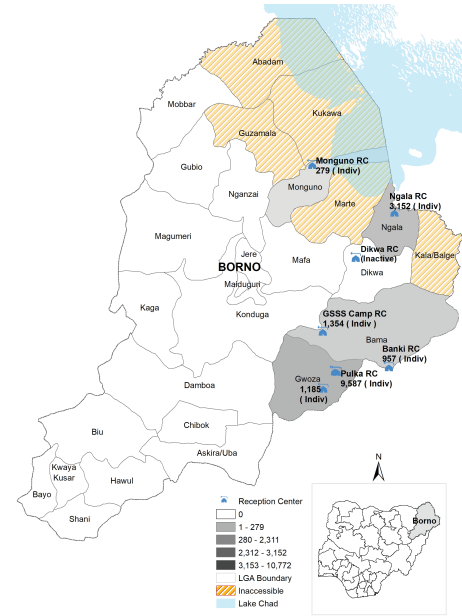 Abadam
Mobbar
Kukawa
Guzamala
Monguno RC
279 ( Indiv)
Gubio
Monguno
Nganzai
Ngala RC
3,152 ( Indiv)
Marte
Ngala
Magumeri
Dikwa RC
(Inactive)
Jere
Kala/Balge
Mafa
BORNO
Dikwa
Maiduguri
Kaga
Konduga
GSSS Camp RC
1,354 ( Indiv )
Bama
Banki RC
957 ( Indiv)
Pulka RC
9,587 ( Indiv)
Gwoza
1,185
( Indiv)
Damboa
Chibok
Biu
Askira/Uba
Kwaya
Kusar
Hawul
Bayo
Shani
N
Reception Center
0
1 - 279
280 - 2,311
2,312 - 3,152
3,153 - 10,772
LGA Boundary
Inaccessible
Lake Chad
Borno